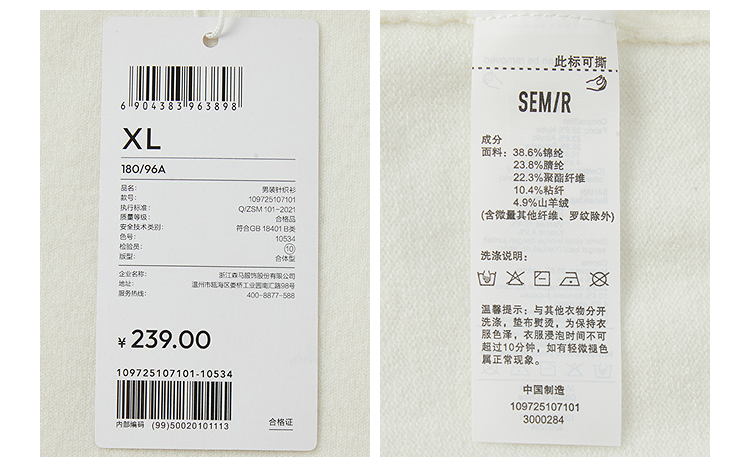 6 904383 963898
XL
180/96A
品名: 男装针织衫
款号: 109725107101
执行标准: Q/ZSM 101-2021
质量等级: 合格品
安全技术类别: 符合GB 18401 B类
色号: 10534
检验员: 10
版型: 合体型
企业名称: 浙江森马服饰股份有限公司
地址: 温州市瓯海区娄桥工业园南汇路98号
服务热线: 400-8877-588
¥ 239.00
109725107101-10534
内部编码 (99)50020101113
合格证
此标可撕
SEM/R
成分
面料: 38.6%锦纶
23.8%腈纶
22.3%聚酯纤维
10.4%粘纤
4.9%山羊绒
(含微量其他纤维、罗纹除外)
洗涤说明:
温馨提示: 与其他衣物分开
洗涤, 垫布熨烫, 为保持衣
服色泽, 衣服浸泡时间不可
超过10分钟, 如有轻微褪色
属正常现象。
中国制造
109725107101
3000284